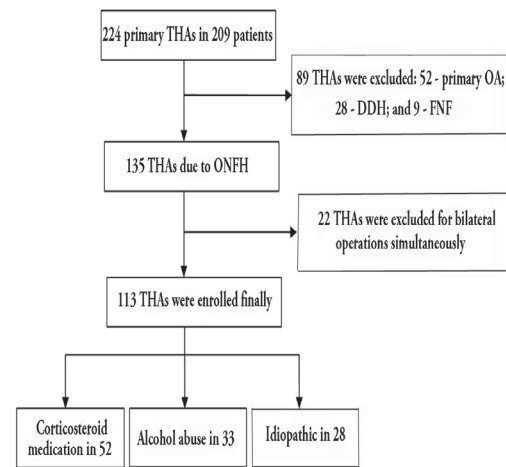 224 primary THAs in 209 patients
89 THAs were excluded: 52 - primary OA;
28 - DDH; and 9 - FNF
135 THAs due to ONFH
22 THAs were excluded for bilateral
operations simultaneously
113 THAs were enrolled finally
Corticosteroid
medication in 52
Alcohol abuse in 33
Idiopathic in 28